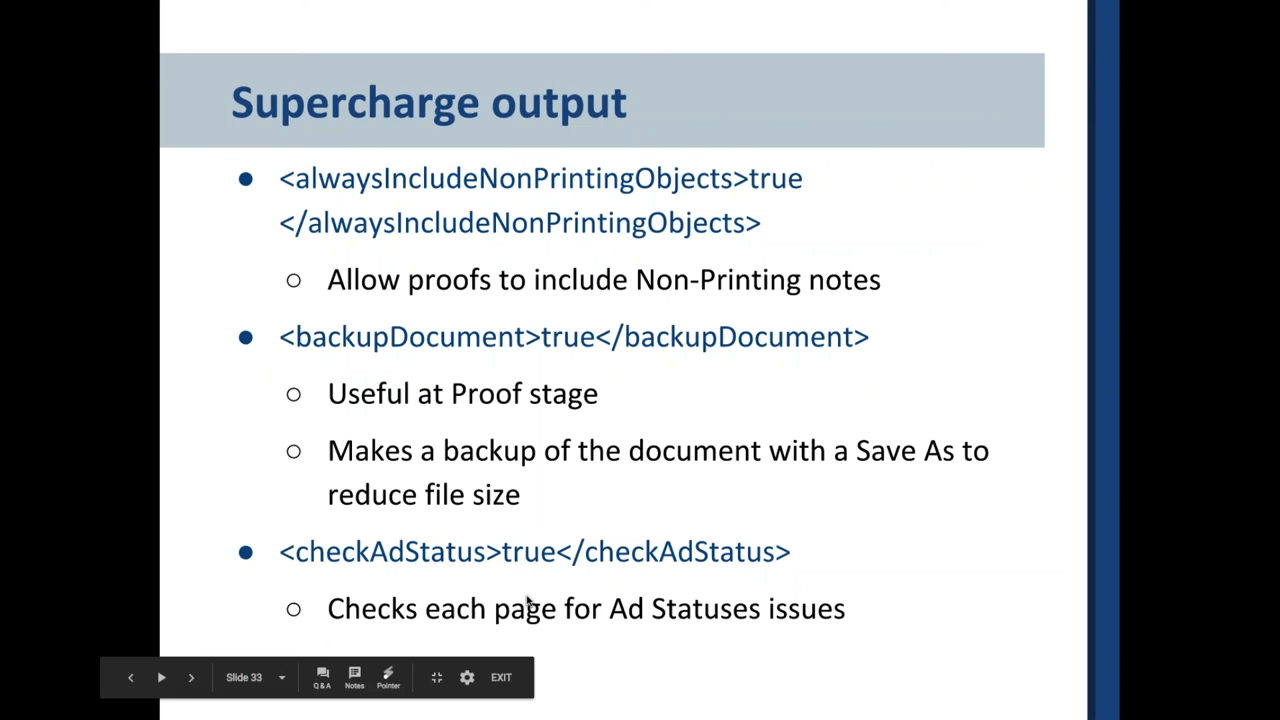 Supercharge output
● <alwaysIncludeNonPrintingObjects>true
</alwaysIncludeNonPrintingObjects>
○ Allow proofs to include Non-Printing notes
● <backupDocument>true</backupDocument>
○ Useful at Proof stage
○ Makes a backup of the document with a Save As to
reduce file size
● <checkAdStatus>true</checkAdStatus>
○ Checks each page for Ad Statuses issues
Slide 33 Q&A Notes Pointer EXIT